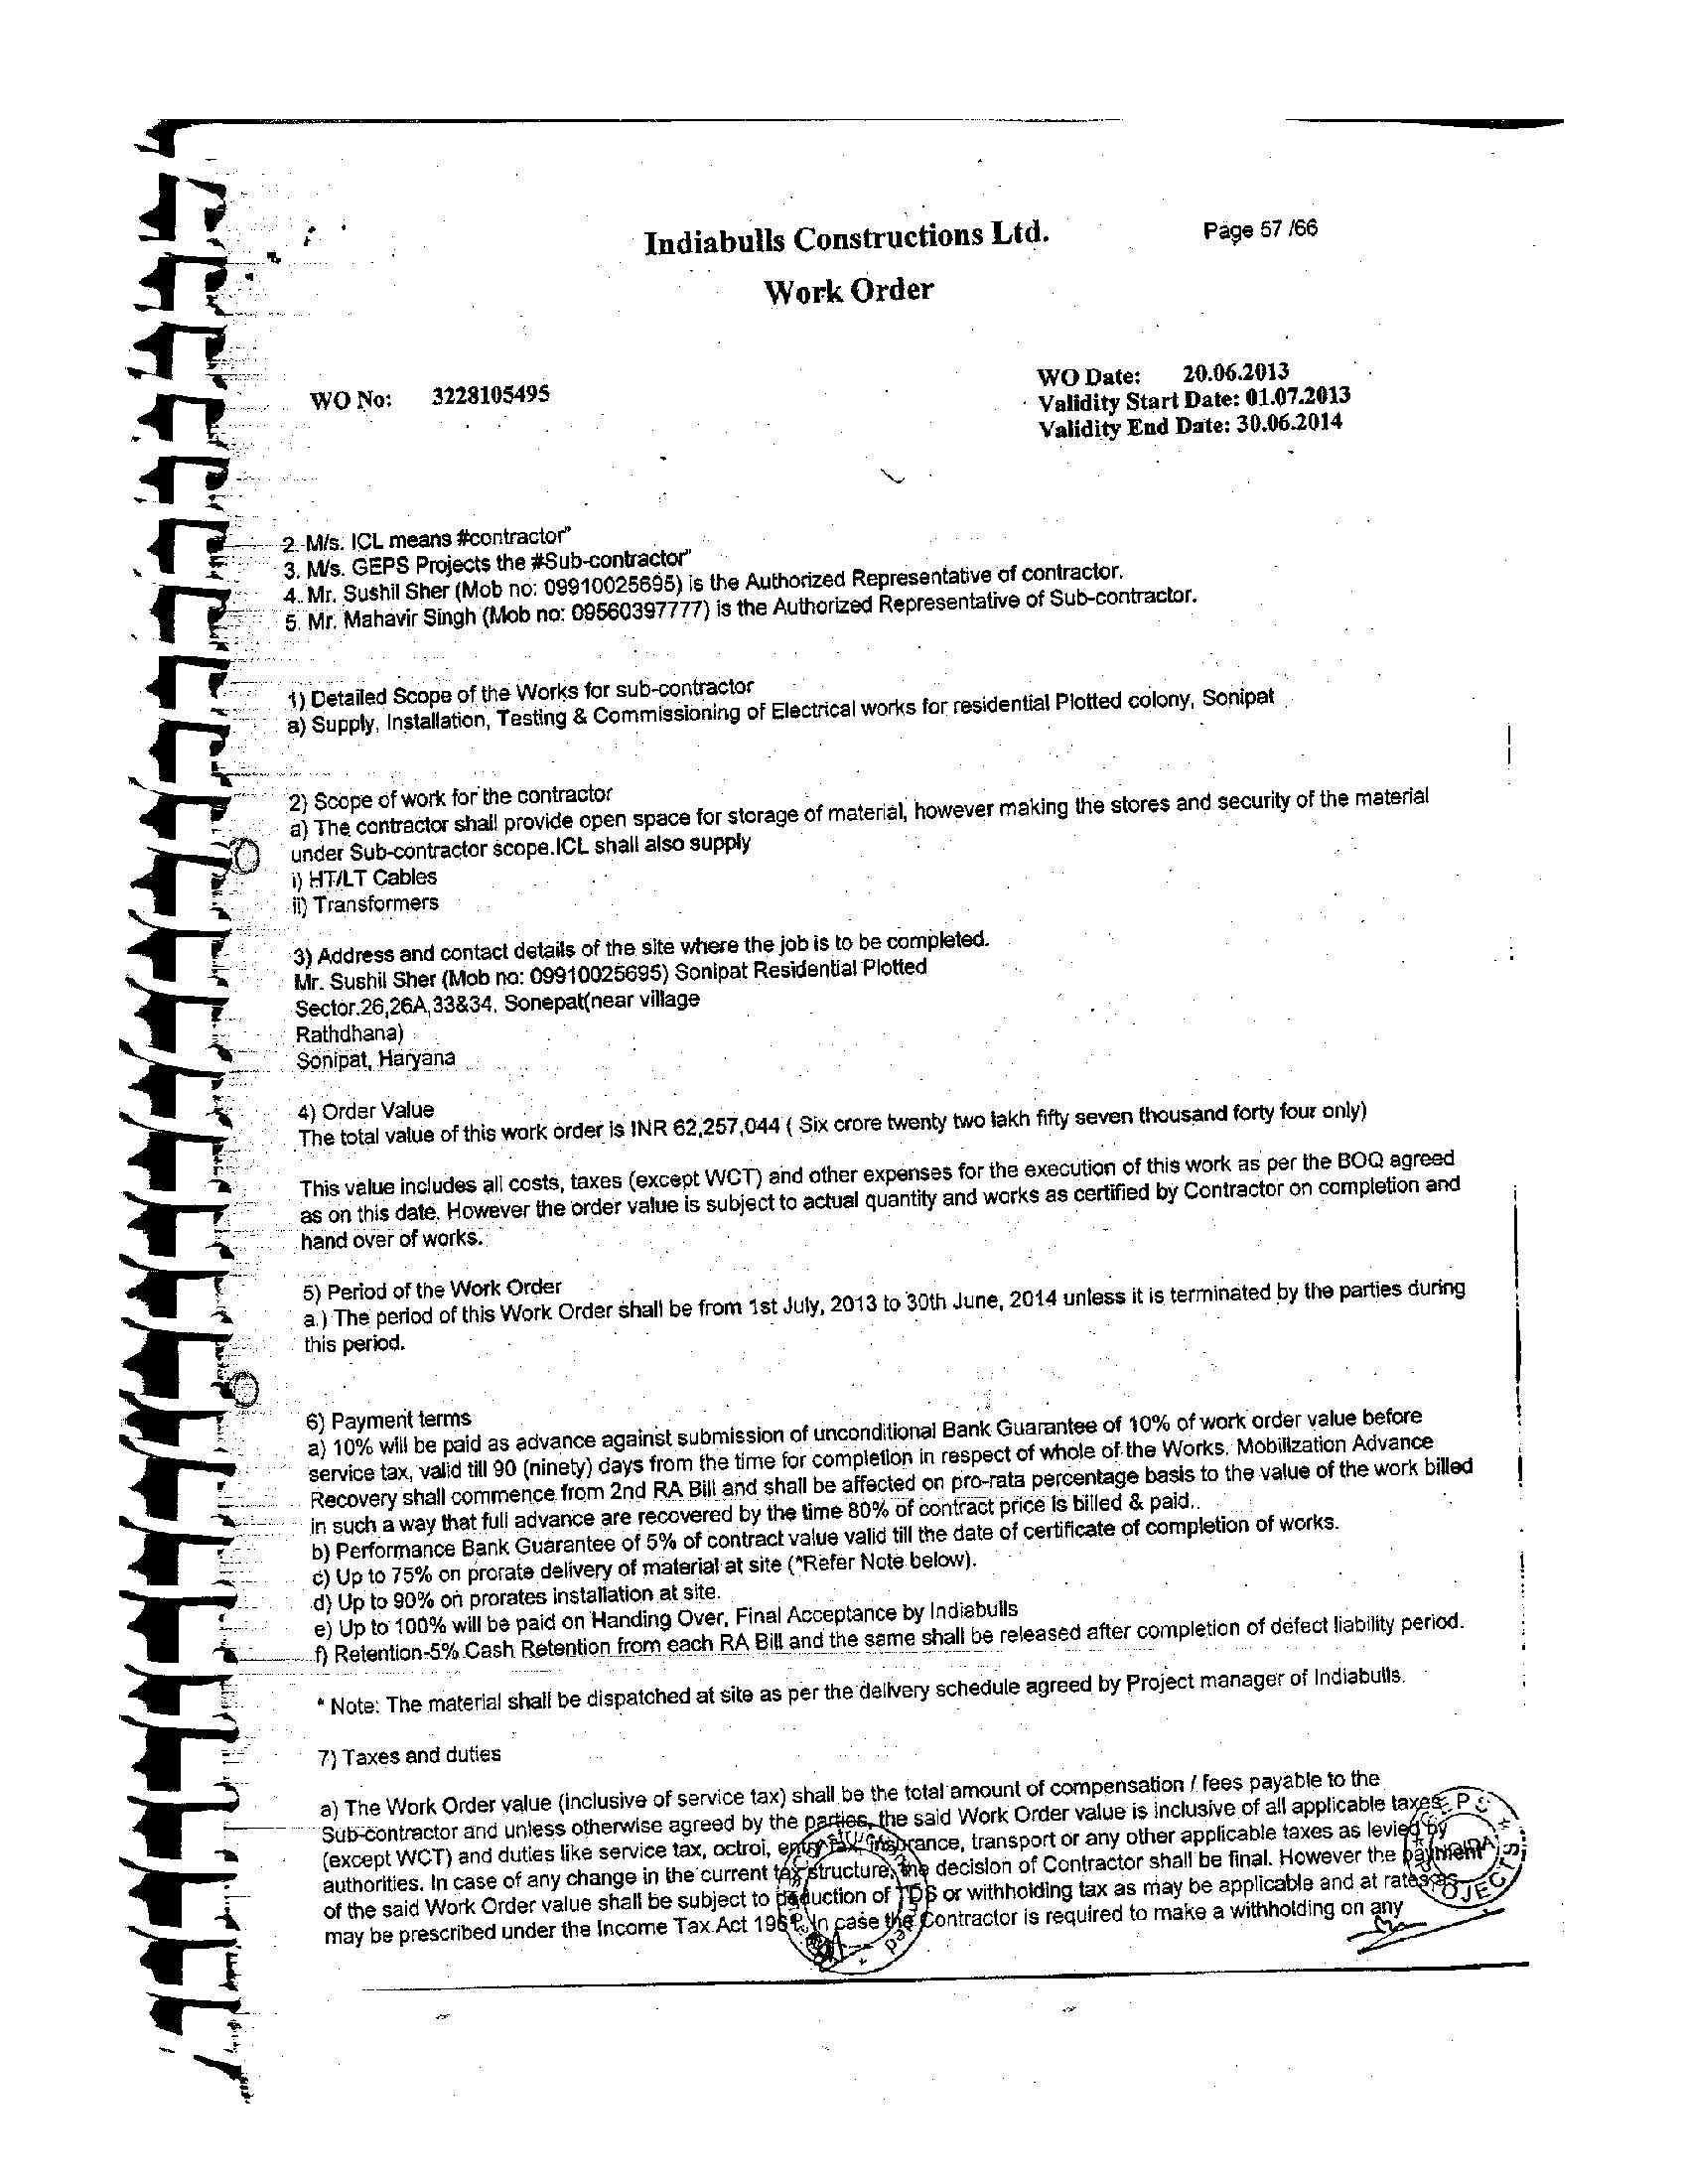 Page 57 /66
Indiabulls Constructions Ltd.
Work Order
WO No: 3228105495
WO Date: 20.06.2013
Validity Start Date: 01.07.2013
Validity End Date: 30.06.2014
2. M/s. ICL means #contractor"
3. M/s. GEPS Projects the #Sub-contractor"
4. Mr. Sushil Sher (Mob no: 09910025695) is the Authorized Representative of contractor.
5. Mr. Mahavir Singh (Mob no: 09560397777) is the Authorized Representative of Sub-contractor.
1) Detailed Scope of the Works for sub-contractor
a) Supply, Installation, Testing & Commissioning of Electrical works for residential Plotted colony, Sonipat
2) Scope of work for the contractor
a) The contractor shall provide open space for storage of material, however making the stores and security of the material
under Sub-contractor scope.ICL shall also supply
i) HT/LT Cables
ii) Transformers
3) Address and contact details of the site where the job is to be completed.
Mr. Sushil Sher (Mob no: 09910025695) Sonipat Residential Plotted
Sector.26,26A,33&34, Sonepat(near village
Rathdhana)
Sonipat, Haryana
4) Order Value
The total value of this work order is INR 62,257,044 ( Six crore twenty two lakh fifty seven thousand forty four only)
This value includes all costs, taxes (except WCT) and other expenses for the execution of this work as per the BOQ agreed
as on this date. However the order value is subject to actual quantity and works as certified by Contractor on completion and
hand over of works.
5) Period of the Work Order
a.) The period of this Work Order shall be from 1st July, 2013 to 30th June, 2014 unless it is terminated by the parties during
this period.
6) Payment terms
a) 10% will be paid as advance against submission of unconditional Bank Guarantee of 10% of work order value before
service tax, valid till 90 (ninety) days from the time for completion in respect of whole of the Works. Mobilization Advance
Recovery shall commence from 2nd RA Bill and shall be affected on pro-rata percentage basis to the value of the work billed
in such a way that full advance are recovered by the time 80% of contract price is billed & paid..
b) Performance Bank Guarantee of 5% of contract value valid till the date of certificate of completion of works.
c) Up to 75% on prorate delivery of material at site (*Refer Note below).
d) Up to 90% on prorates installation at site.
e) Up to 100% will be paid on Handing Over, Final Acceptance by Indiabulls
f) Retention-5% Cash Retention from each RA Bill and the same shall be released after completion of defect liability period.
* Note: The material shall be dispatched at site as per the delivery schedule agreed by Project manager of Indiabulls.
7) Taxes and duties
a) The Work Order value (inclusive of service tax) shall be the total amount of compensation / fees payable to the
Sub-contractor and unless otherwise agreed by the parties, the said Work Order value is inclusive of all applicable taxes
(except WCT) and duties like service tax, octroi, entry tax, insurance, transport or any other applicable taxes as levied by
authorities. In case of any change in the current tax structure, the decision of Contractor shall be final. However the payment
of the said Work Order value shall be subject to deduction of TDS or withholding tax as may be applicable and at rates as
may be prescribed under the Income Tax Act 1961. In case the Contractor is required to make a withholding on any